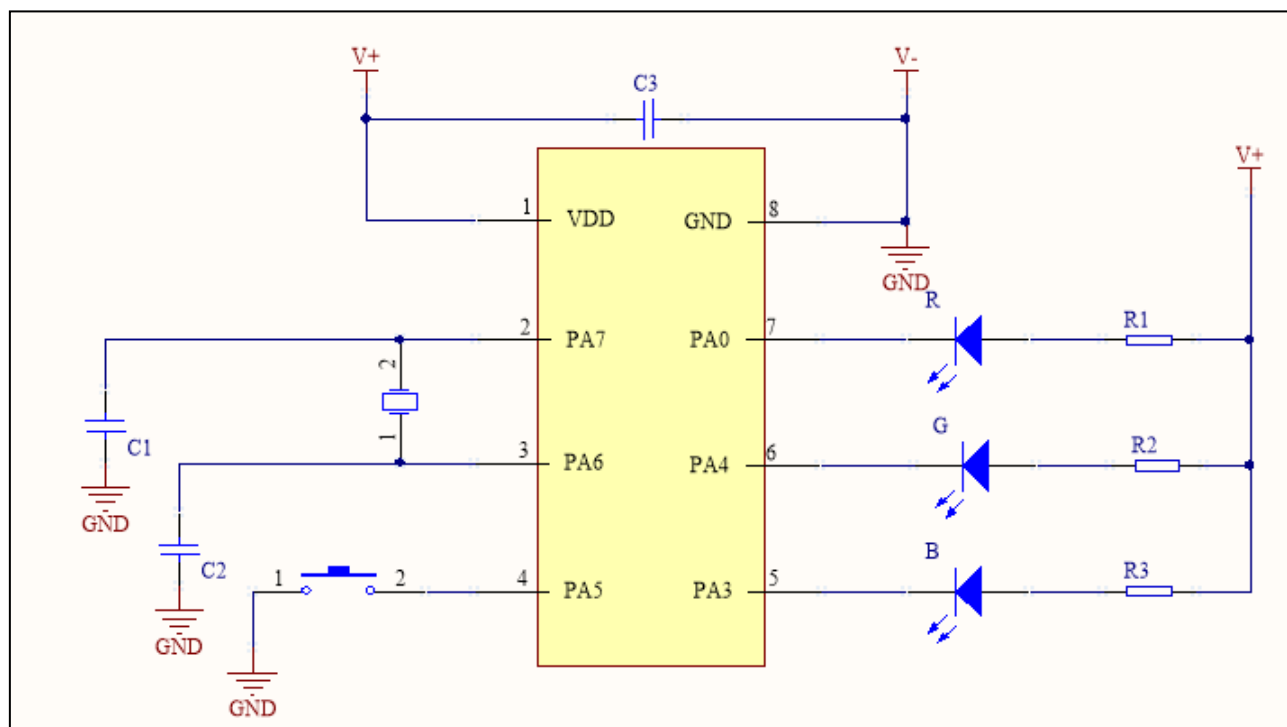 V+
V-
C3
V+
1
VDD
GND
8
GND
R
R1
2
PA7
PA0
7
2
G
R2
C1
1
3
PA6
PA4
6
GND
B
R3
C2
1
2
4
PA5
PA3
5
GND
GND